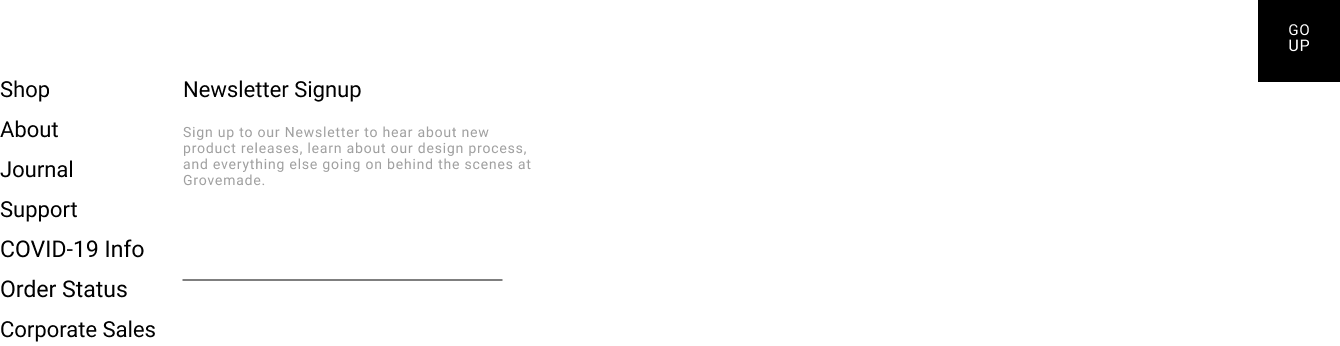 GO
UP
Shop
About
Journal
Support
COVID-19 Info
Order Status
Corporate Sales
Newsletter Signup
Sign up to our Newsletter to hear about new
product releases, learn about our design process,
and everything else going on behind the scenes at
Grovemade.